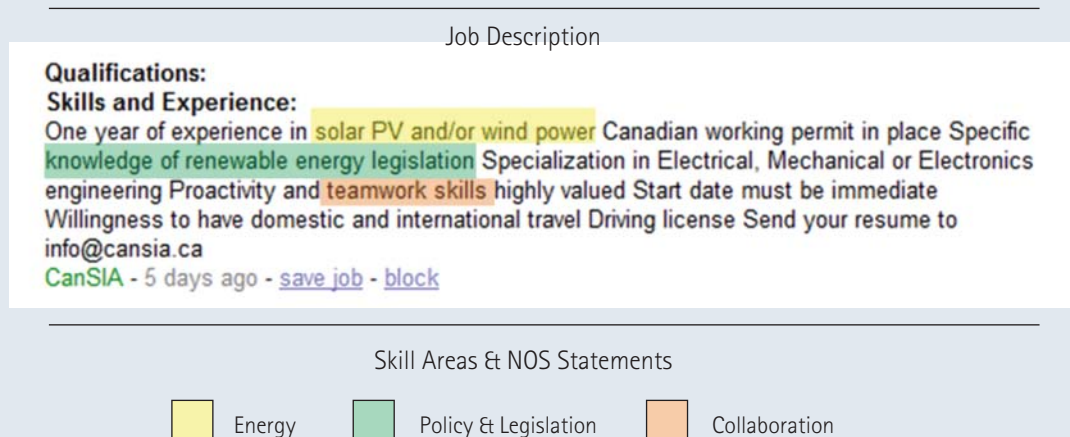 Job Description
Qualifications:
Skills and Experience:
One year of experience in solar PV and/or wind power Canadian working permit in place Specific
knowledge of renewable energy legislation Specialization in Electrical, Mechanical or Electronics
engineering Proactivity and teamwork skills highly valued Start date must be immediate
Willingness to have domestic and international travel Driving license Send your resume to
info@cansia.ca
CanSIA - 5 days ago - save job - block
Skill Areas & NOS Statements
Energy Policy & Legislation Collaboration